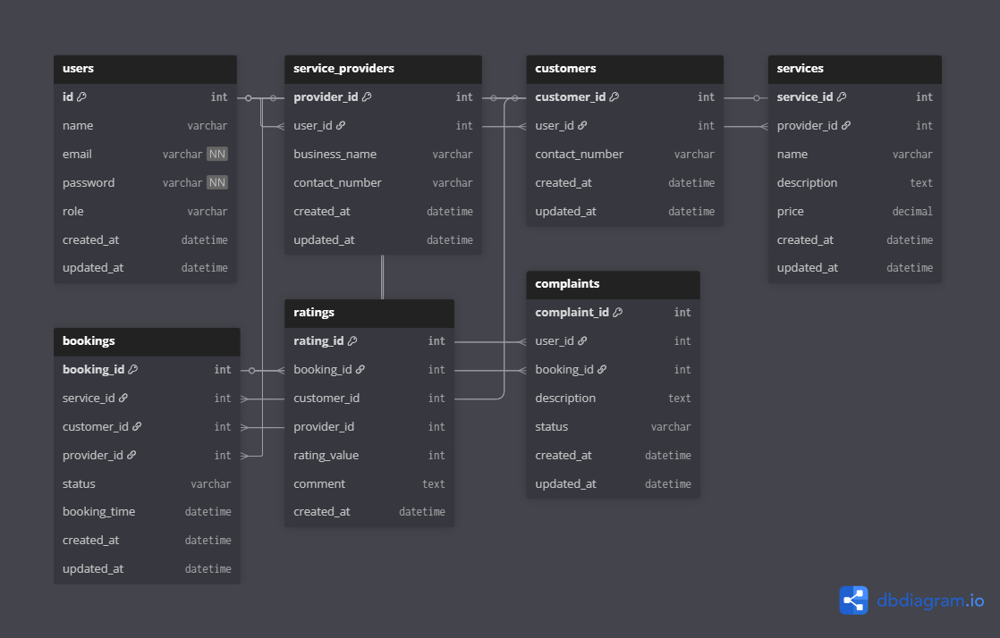 users
id int
name varchar
email varchar NN
password varchar NN
role varchar
created_at datetime
updated_at datetime
service_providers
provider_id int
user_id int
business_name varchar
contact_number varchar
created_at datetime
updated_at datetime
customers
customer_id int
user_id int
contact_number varchar
created_at datetime
updated_at datetime
services
service_id int
provider_id int
name varchar
description text
price decimal
created_at datetime
updated_at datetime
bookings
booking_id int
service_id int
customer_id int
provider_id int
status varchar
booking_time datetime
created_at datetime
updated_at datetime
ratings
rating_id int
booking_id int
customer_id int
provider_id int
rating_value int
comment text
created_at datetime
complaints
complaint_id int
user_id int
booking_id int
description text
status varchar
created_at datetime
updated_at datetime
dbdiagram.io